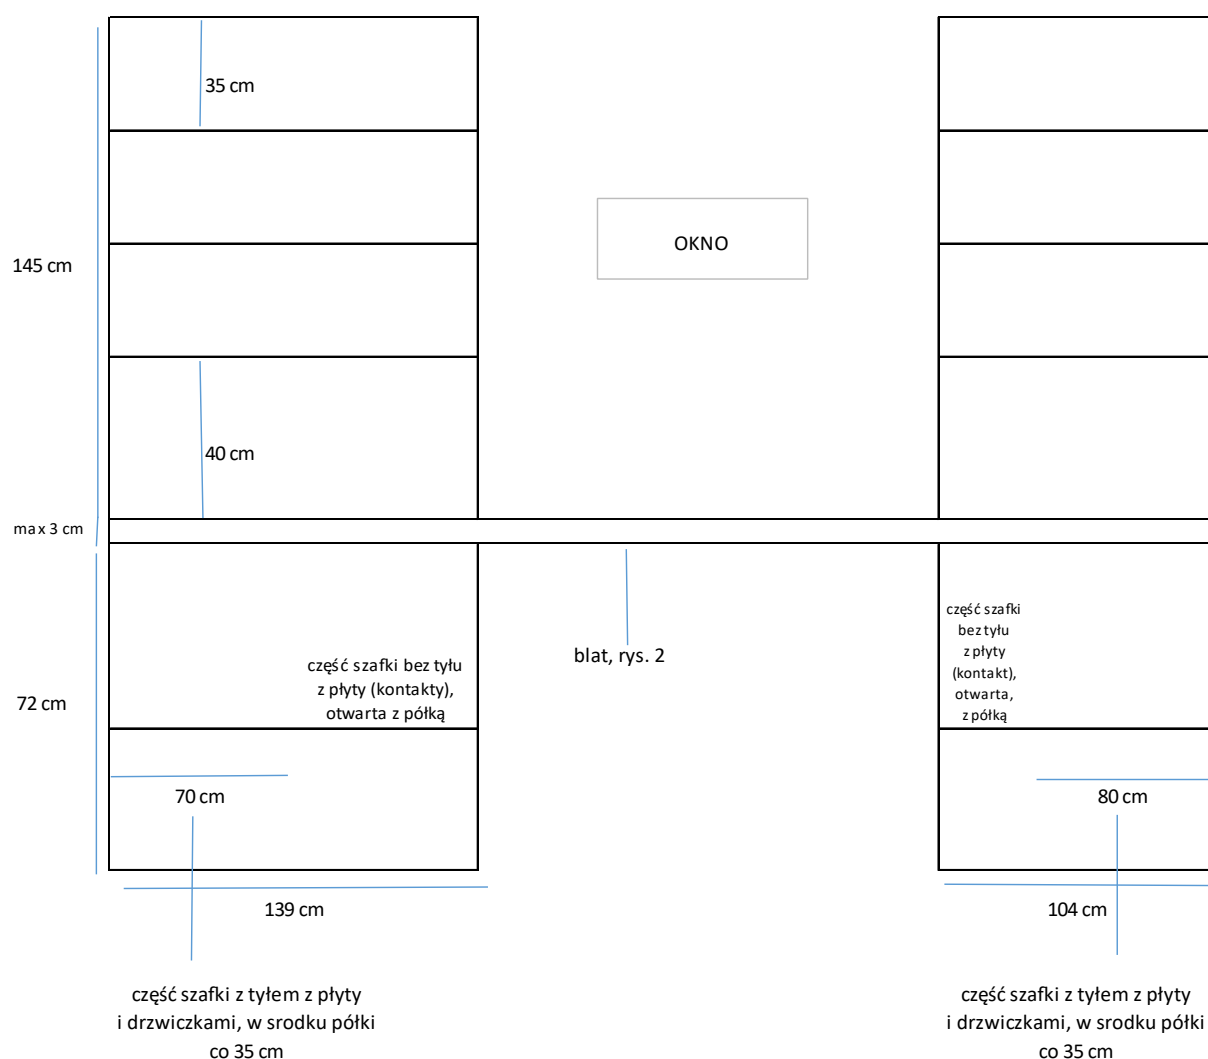 35 cm
OKNO
145 cm
40 cm
max 3 cm
część szafki
bez tyłu
z płyty
(kontakt),
otwarta,
z półką
blat, rys. 2
część szafki bez tyłu
z płyty (kontakty),
otwarta z półką
72 cm
70 cm
80 cm
139 cm
104 cm
część szafki z tyłem z płyty
i drzwiczkami, w srodku półki
co 35 cm
część szafki z tyłem z płyty
i drzwiczkami, w srodku półki
co 35 cm